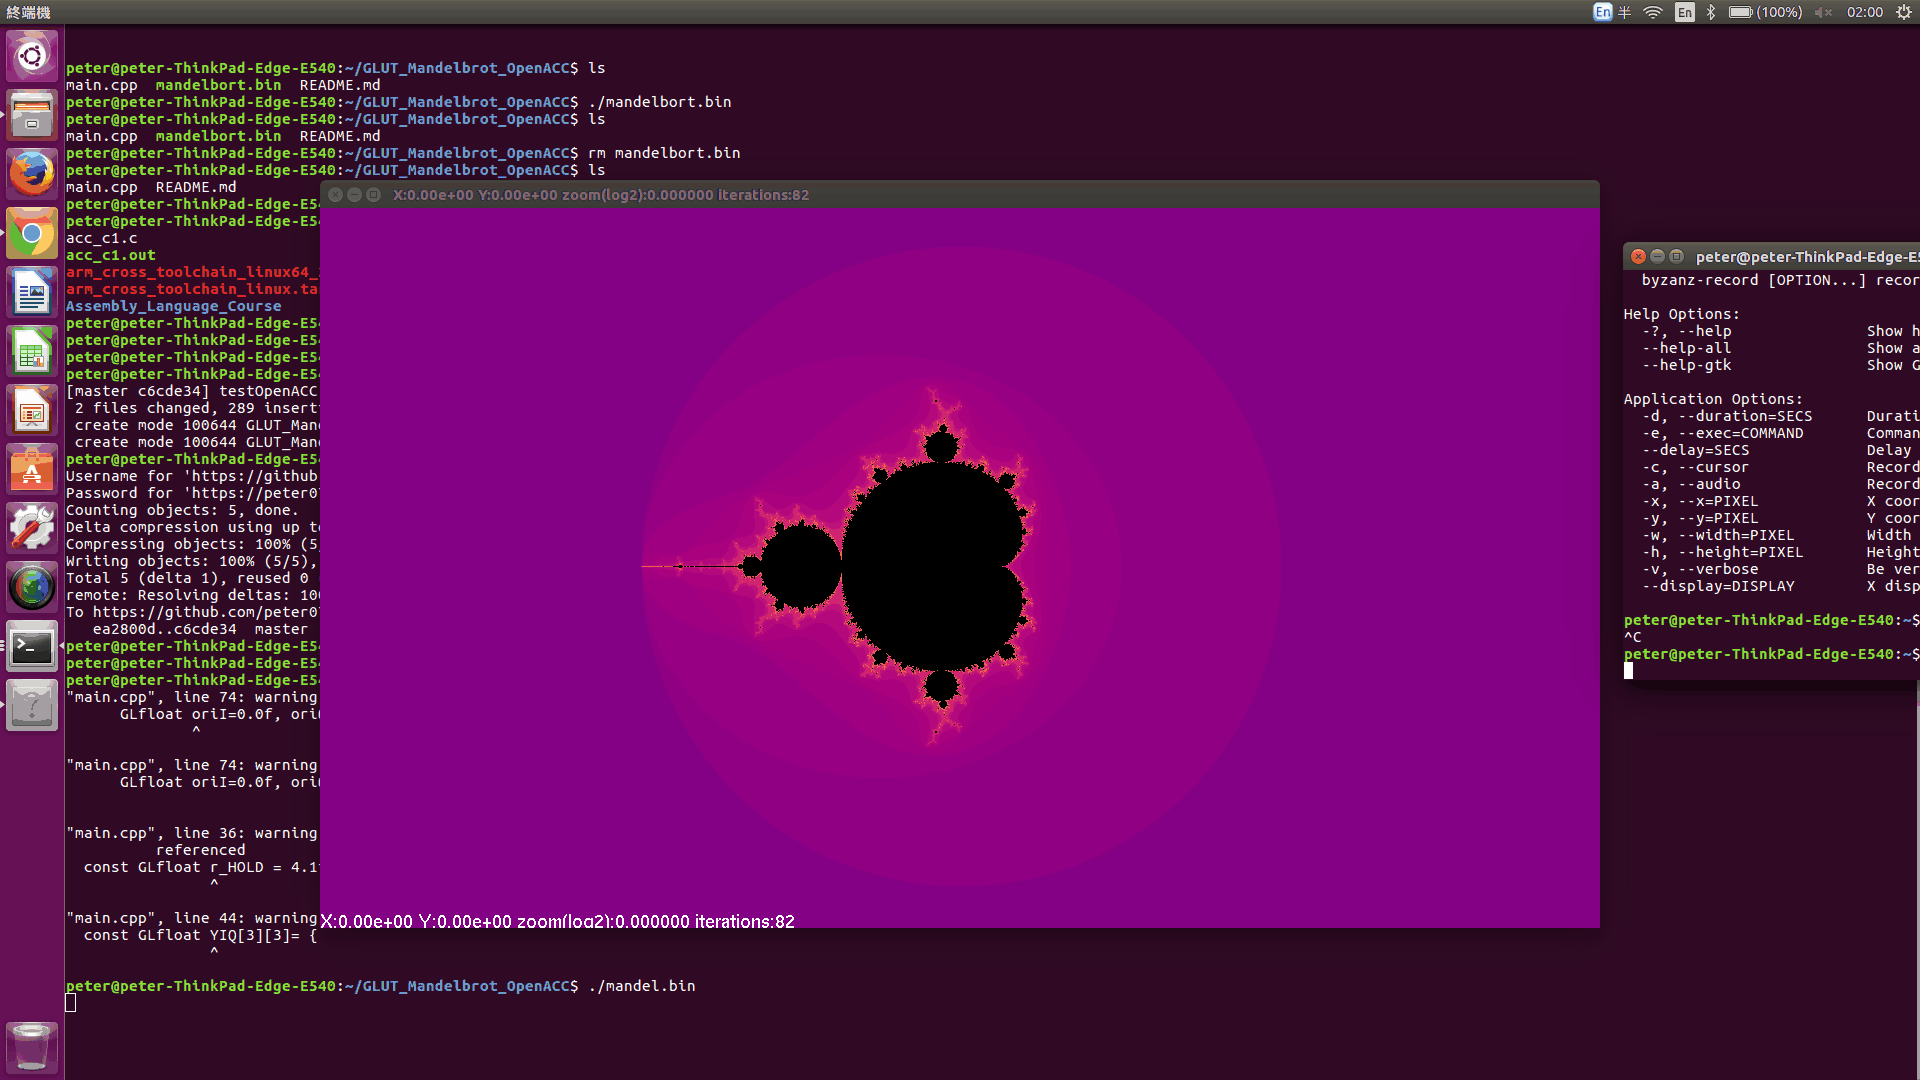 終端機
En 半 En (100%) 02:00
peter@peter-ThinkPad-Edge-E540:~/GLUT_Mandelbrot_OpenACC$ ls
main.cpp  mandelbort.bin  README.md
peter@peter-ThinkPad-Edge-E540:~/GLUT_Mandelbrot_OpenACC$ ./mandelbort.bin
peter@peter-ThinkPad-Edge-E540:~/GLUT_Mandelbrot_OpenACC$ ls
main.cpp  mandelbort.bin  README.md
peter@peter-ThinkPad-Edge-E540:~/GLUT_Mandelbrot_OpenACC$ rm mandelbort.bin
peter@peter-ThinkPad-Edge-E540:~/GLUT_Mandelbrot_OpenACC$ ls
main.cpp  README.md
peter@peter-ThinkPad-Edge-E54
peter@peter-ThinkPad-Edge-E54
acc_c1.c
acc_c1.out
arm_cross_toolchain_linux64_
arm_cross_toolchain_linux.ta
Assembly_Language_Course
peter@peter-ThinkPad-Edge-E54
peter@peter-ThinkPad-Edge-E54
peter@peter-ThinkPad-Edge-E54
peter@peter-ThinkPad-Edge-E54
[master c6cde34] testOpenACC
 2 files changed, 289 insert
 create mode 100644 GLUT_Man
 create mode 100644 GLUT_Man
peter@peter-ThinkPad-Edge-E54
Username for 'https://github
Password for 'https://peter0
Counting objects: 5, done.
Delta compression using up t
Compressing objects: 100% (5
Writing objects: 100% (5/5),
Total 5 (delta 1), reused 0
remote: Resolving deltas: 10
To https://github.com/peter0
   ea2800d..c6cde34  master
peter@peter-ThinkPad-Edge-E54
peter@peter-ThinkPad-Edge-E54
peter@peter-ThinkPad-Edge-E54
"main.cpp", line 74: warning
      GLfloat oriI=0.0f, ori
              ^
"main.cpp", line 74: warning
      GLfloat oriI=0.0f, ori
"main.cpp", line 36: warning
          referenced
  const GLfloat r_HOLD = 4.1
                ^
"main.cpp", line 44: warning
  const GLfloat YIQ[3][3]= {
                ^
peter@peter-ThinkPad-Edge-E540:~/GLUT_Mandelbrot_OpenACC$ ./mandel.bin
X:0.00e+00 Y:0.00e+00 zoom(log2):0.000000 iterations:82
X:0.00e+00 Y:0.00e+00 zoom(log2):0.000000 iterations:82
peter@peter-ThinkPad-Edge-E5
  byzanz-record [OPTION...] recor
Help Options:
  -?, --help               Show h
  --help-all               Show a
  --help-gtk               Show G
Application Options:
  -d, --duration=SECS      Durati
  -e, --exec=COMMAND       Comman
  --delay=SECS             Delay
  -c, --cursor             Record
  -a, --audio              Record
  -x, --x=PIXEL            X coor
  -y, --y=PIXEL            Y coor
  -w, --width=PIXEL        Width
  -h, --height=PIXEL       Height
  -v, --verbose            Be ver
  --display=DISPLAY        X disp
peter@peter-ThinkPad-Edge-E540:~$
^C
peter@peter-ThinkPad-Edge-E540:~$